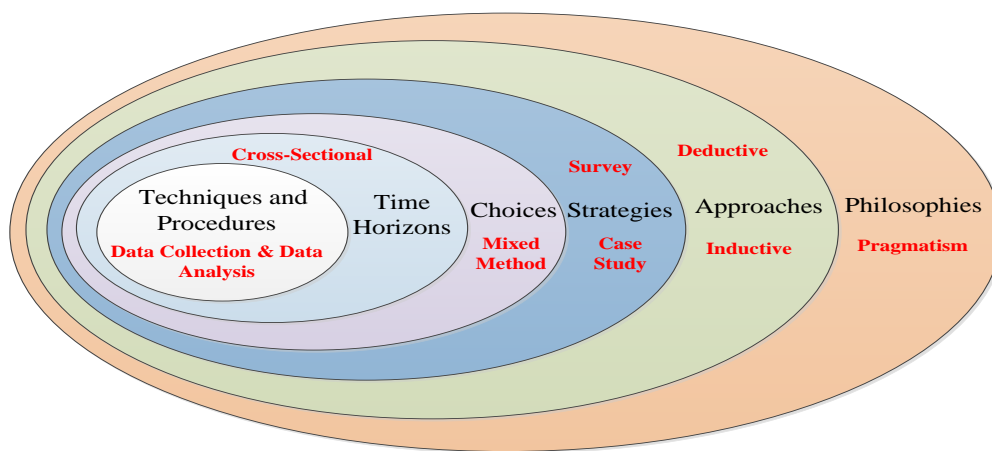 Cross-Sectional
Techniques and
Procedures
Data Collection & Data
Analysis
Time
Horizons
Choices
Mixed
Method
Survey
Strategies
Case
Study
Deductive
Approaches
Inductive
Philosophies
Pragmatism